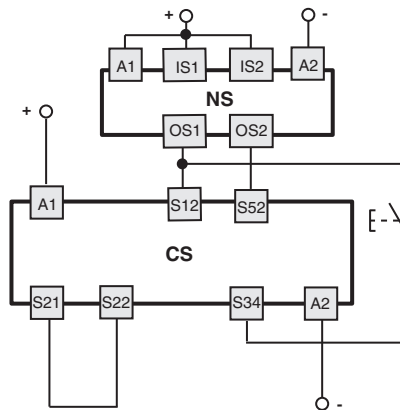 + -
A1 IS1 IS2 A2
NS
OS1 OS2
+
A1 S12 S52
CS
S21 S22 S34 A2
-